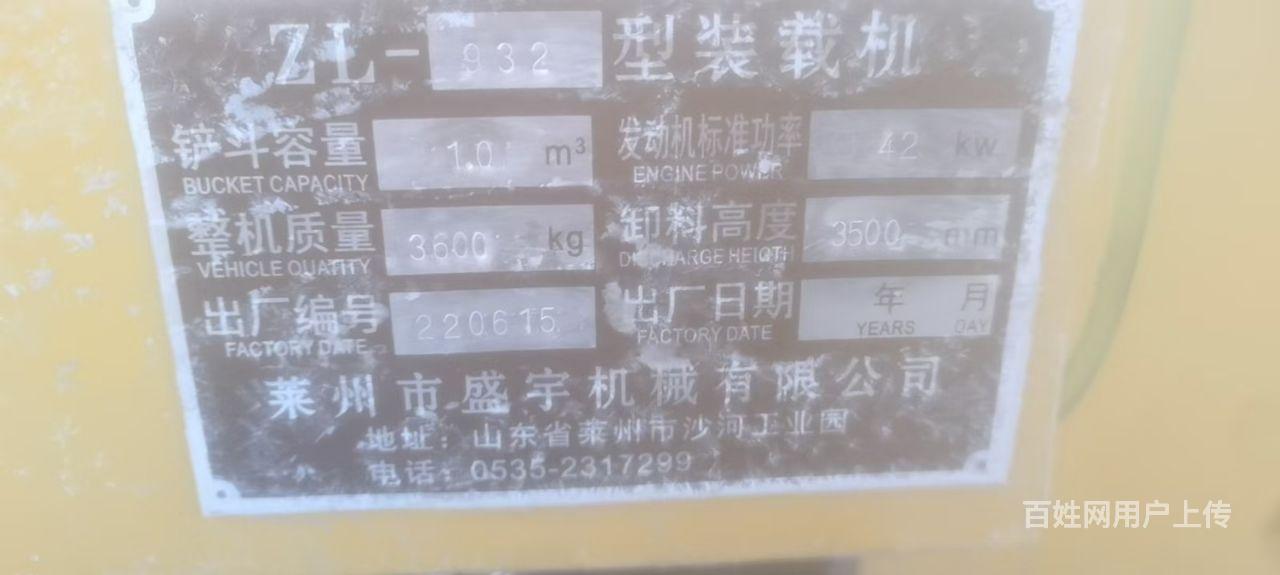 ZL-932型装载机
铲斗容量 1.0 m³ 发动机标准功率 42 kw
BUCKET CAPACITY ENGINE POWER
整机质量 3600 kg 卸料高度 3500 mm
VEHICLE QUATITY DISCHARGE HEIGTH
出厂编号 220615 出厂日期 年 月
FACTORY DATE FACTORY DATE YEARS DAY
莱州市盛宇机械有限公司
地址：山东省莱州市沙河工业园
电话：0535-2317299
百姓网用户上传